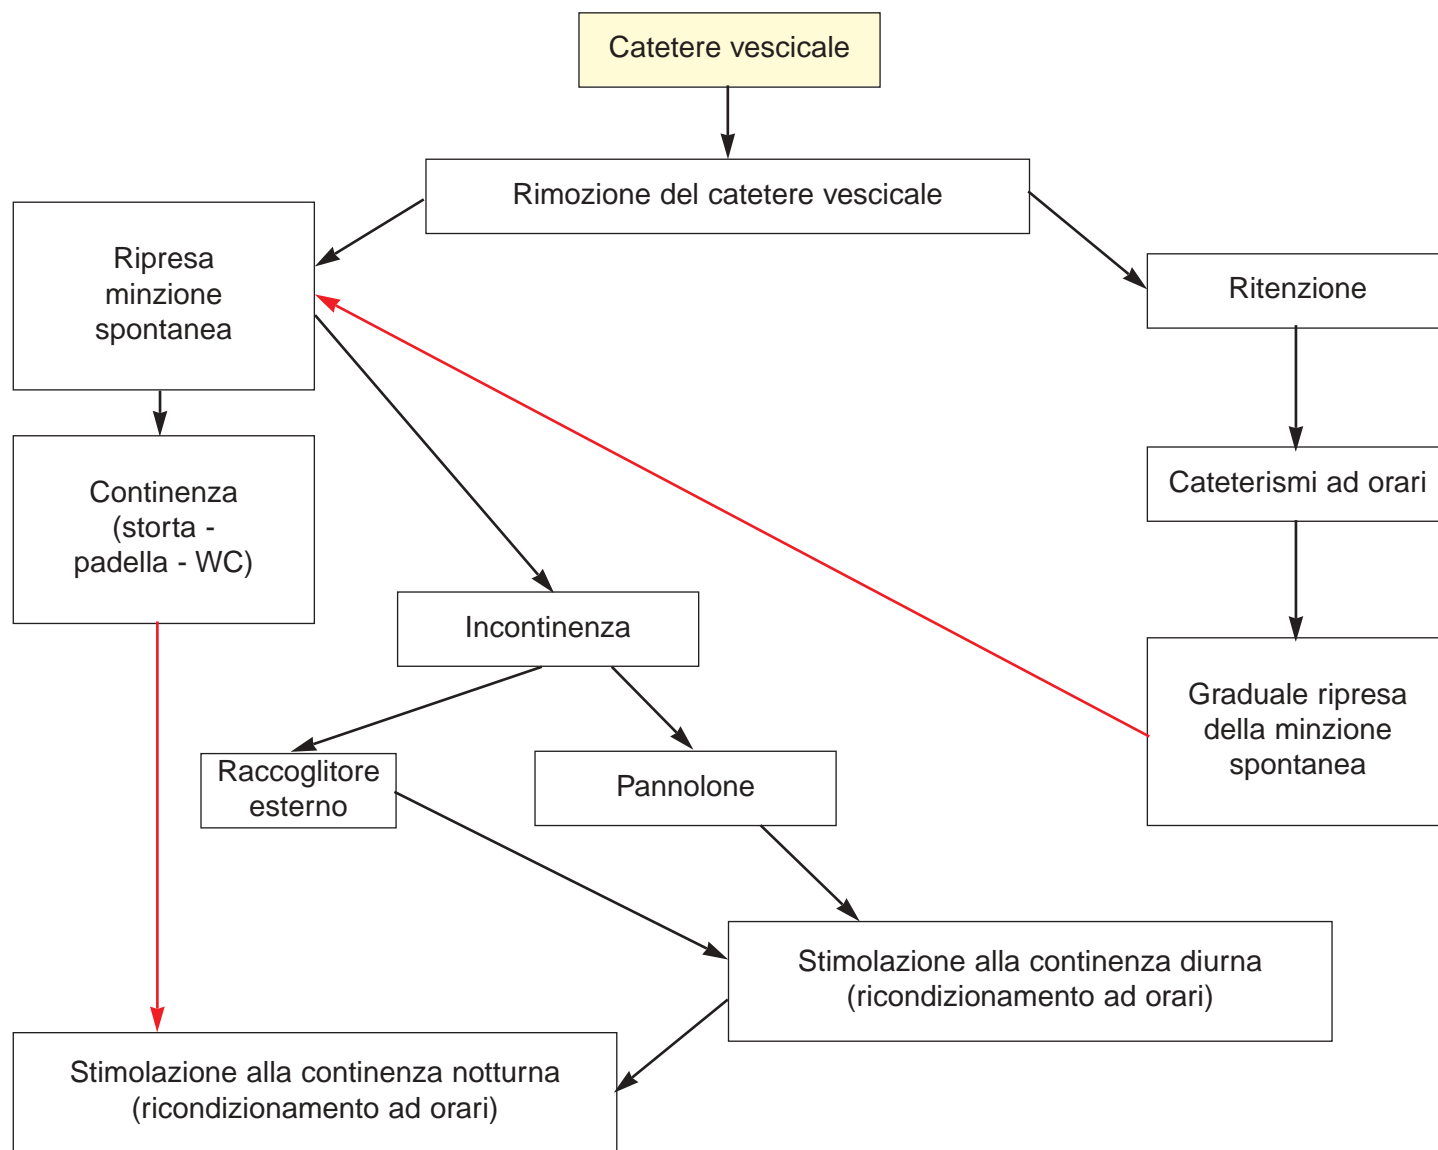 Catetere vescicale
Rimozione del catetere vescicale
Ripresa
minzione
spontanea
Ritenzione
Continenza
(storta -
padella - WC)
Cateterismi ad orari
Incontinenza
Graduale ripresa
della minzione
spontanea
Raccoglitore
esterno
Pannolone
Stimolazione alla continenza diurna
(ricondizionamento ad orari)
Stimolazione alla continenza notturna
(ricondizionamento ad orari)